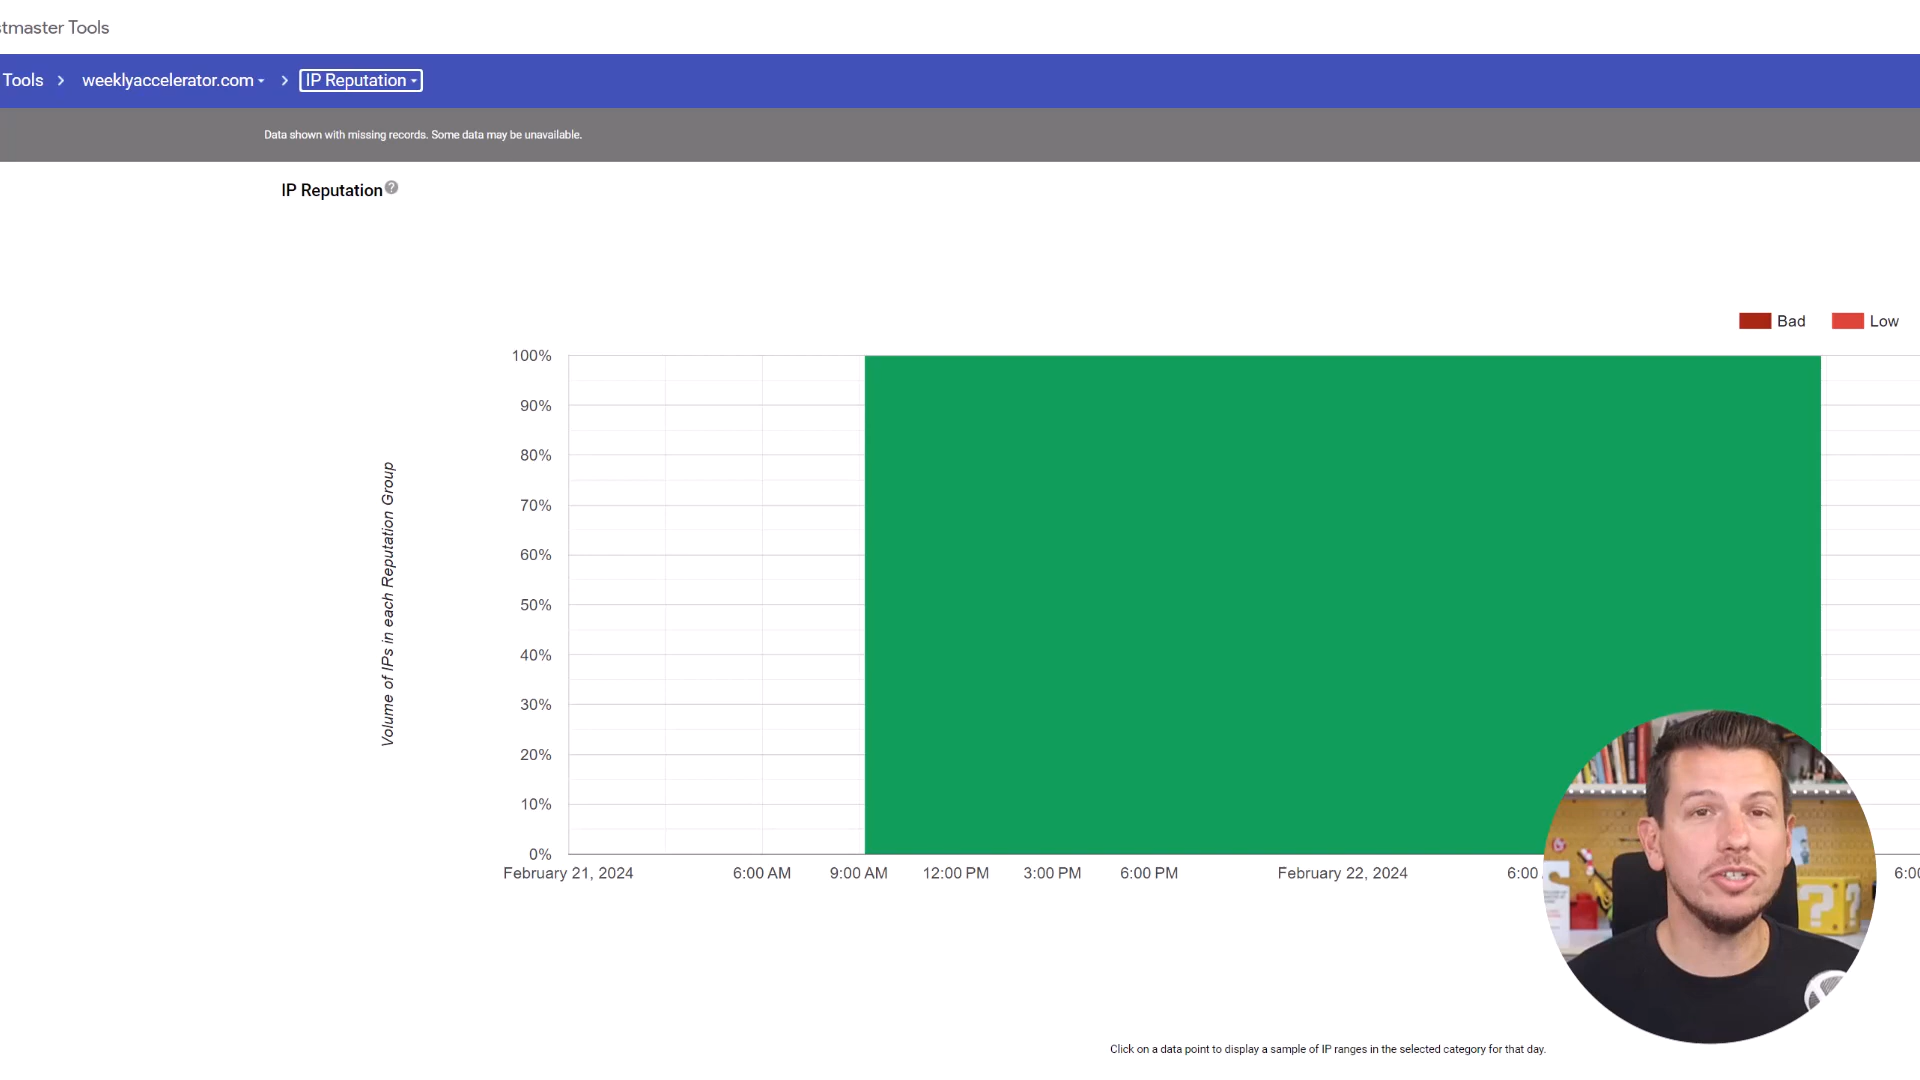 tmaster Tools
Tools > weeklyaccelerator.com > IP Reputation
Data shown with missing records. Some data may be unavailable.
IP Reputation ?
Bad Low
Volume of IPs in each Reputation Group
100%
90%
80%
70%
60%
50%
40%
30%
20%
10%
0%
February 21, 2024 6:00 AM 9:00 AM 12:00 PM 3:00 PM 6:00 PM February 22, 2024 6:00 6:00
Click on a data point to display a sample of IP ranges in the selected category for that day.